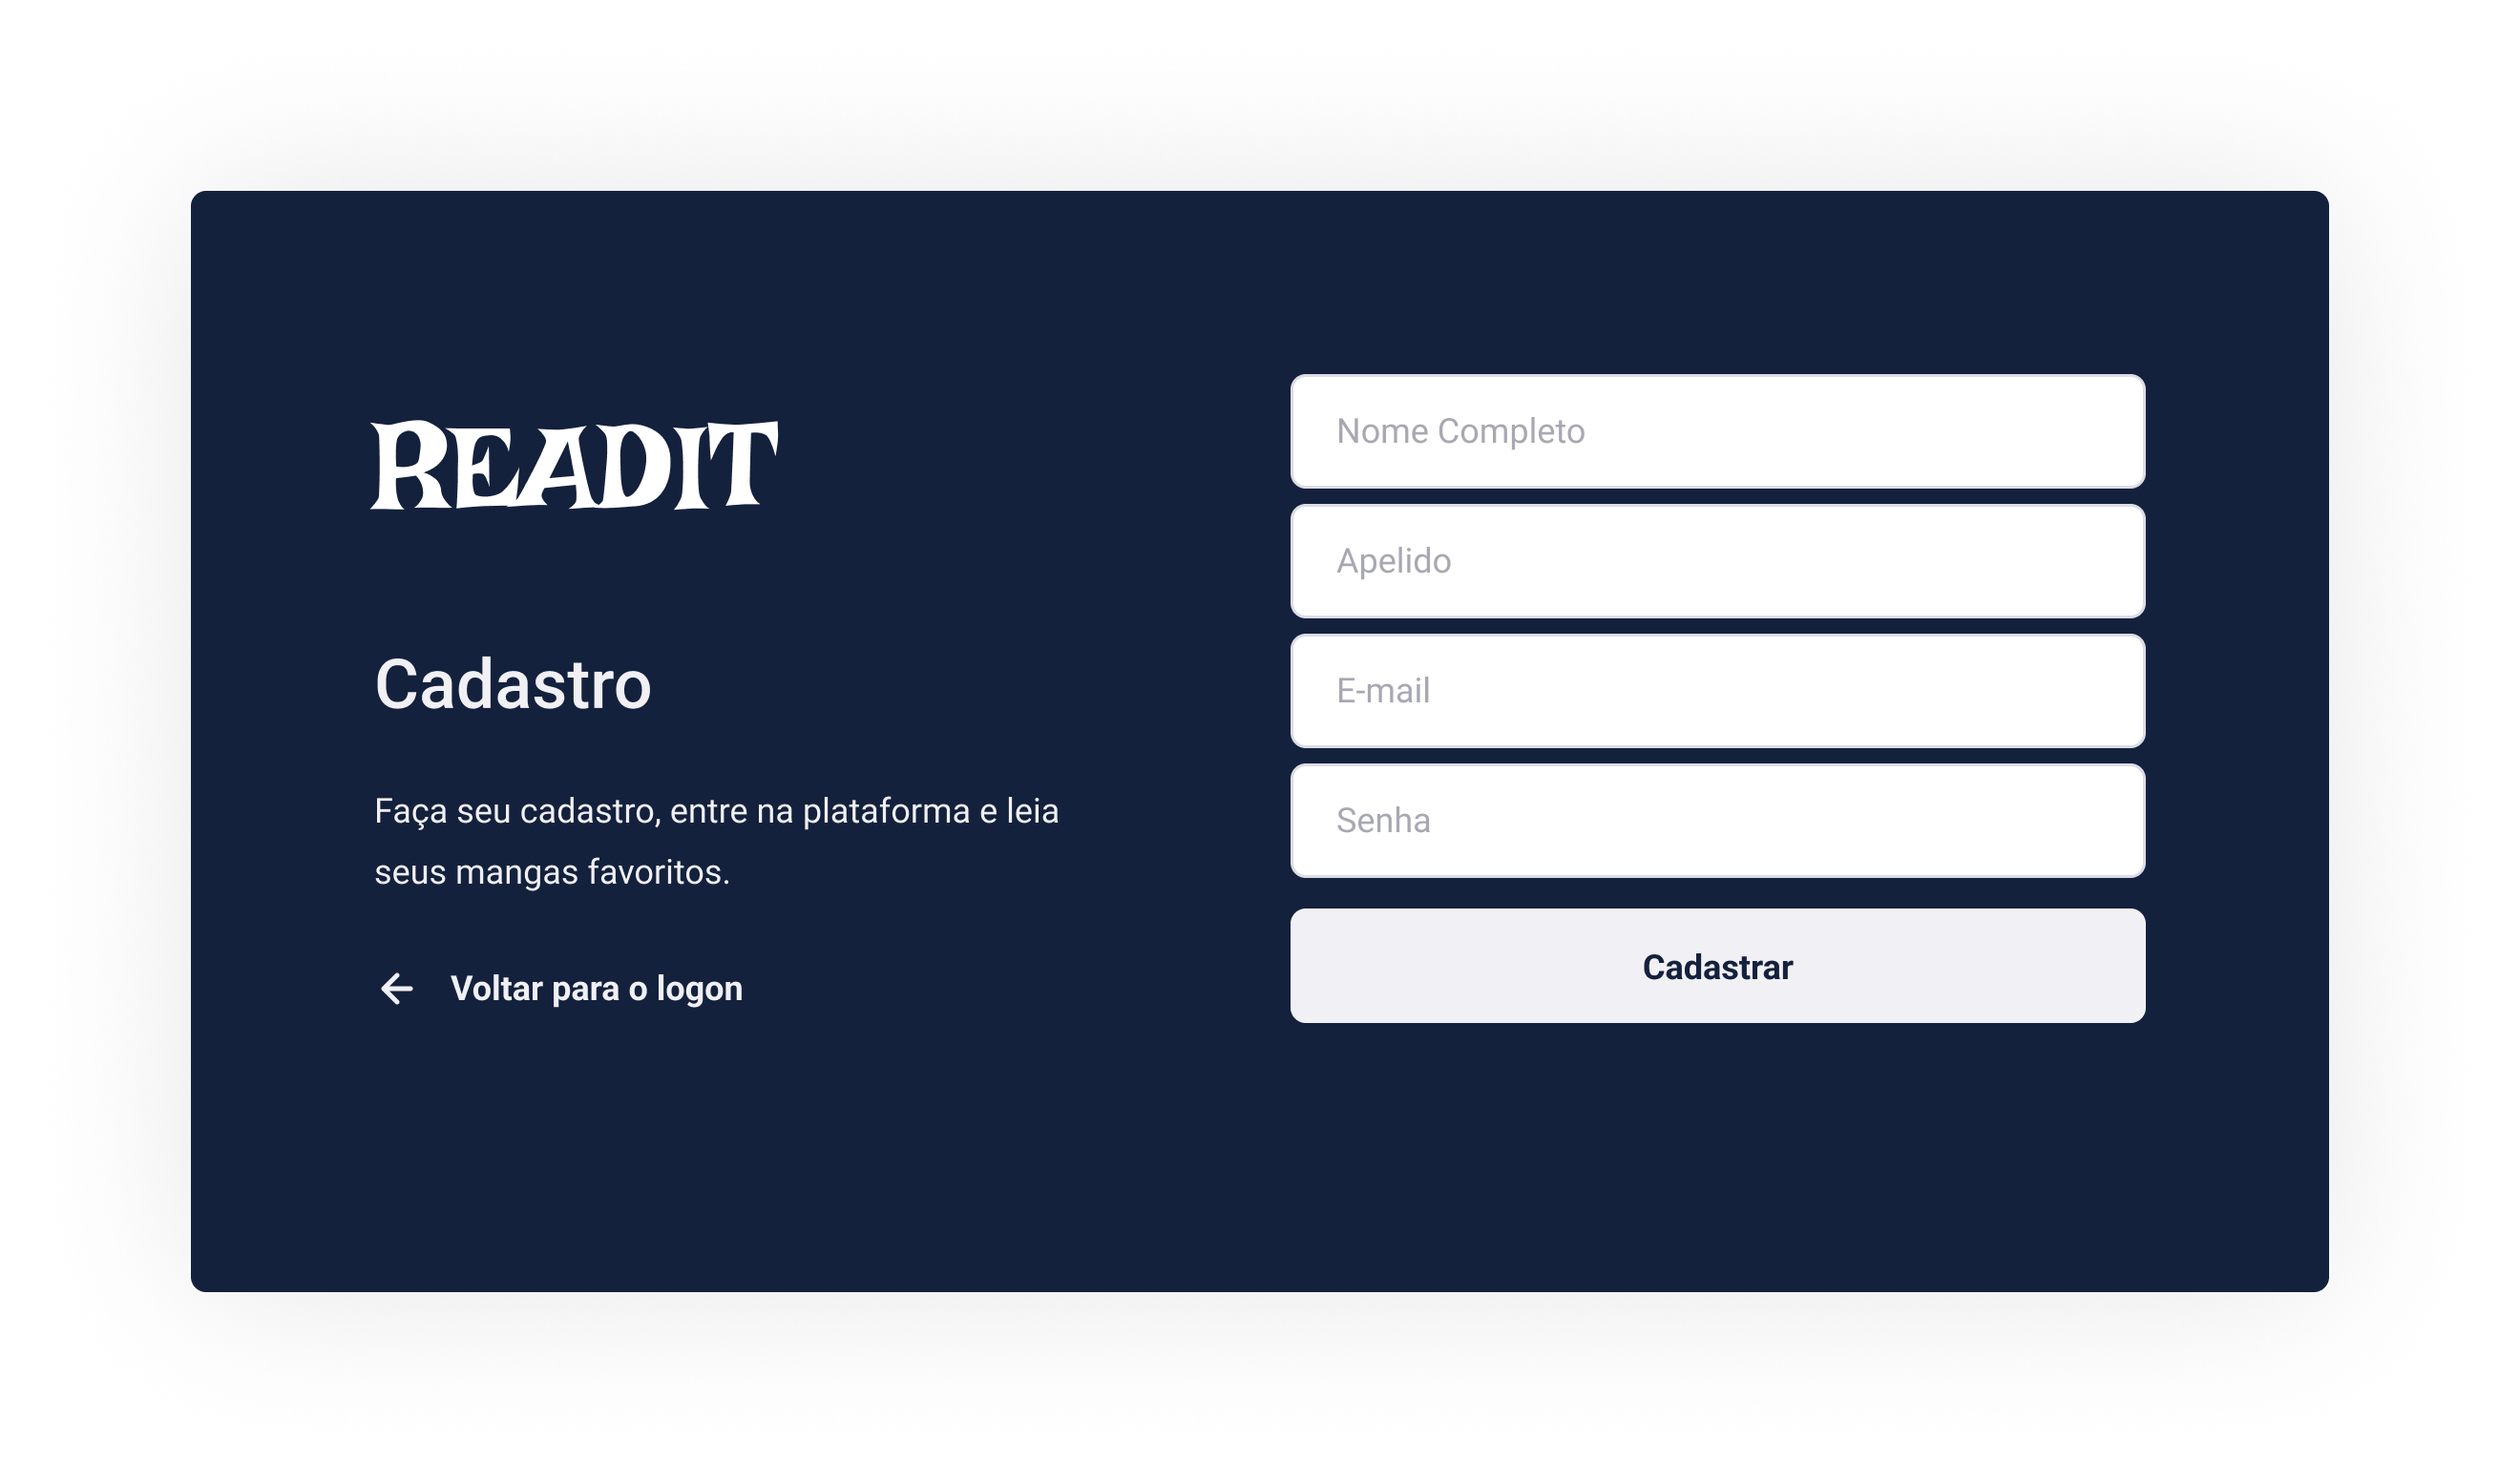 READIT
Cadastro
Faça seu cadastro, entre na plataforma e leia
seus mangas favoritos.
Voltar para o logon
Nome Completo
Apelido
E-mail
Senha
Cadastrar